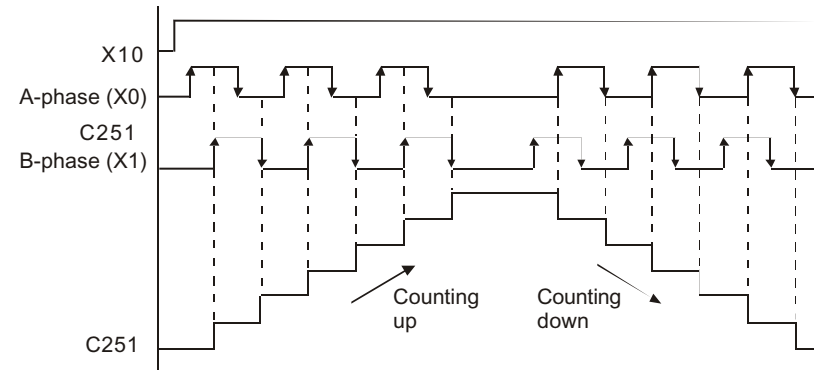 X10
A-phase (X0)
C251
B-phase (X1)
Counting
up
Counting
down
C251